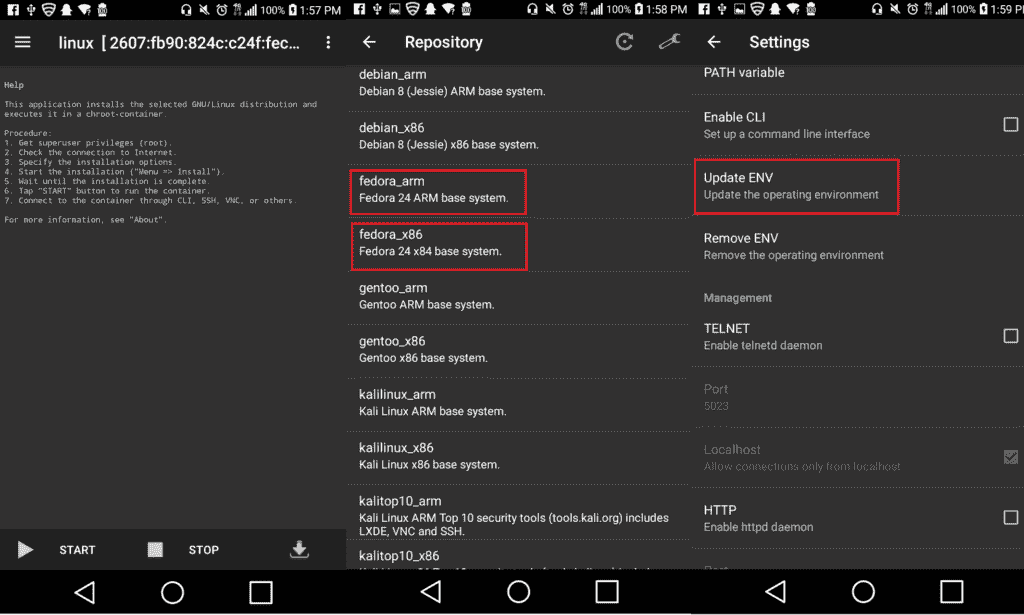 100% 1:57 PM
linux [2607:fb90:824c:c24f:fec...
Help
This application installs the selected GNU/Linux distribution and
executes it in a chroot-container.
Procedure:
1. Get superuser privileges (root).
2. Check the connection to Internet.
3. Specify the installation options.
4. Start the installation ("Menu => Install").
5. Wait until the installation is complete.
6. Tap "START" button to run the container.
7. Connect to the container through CLI, SSH, VNC, or others.
For more information, see "About".
START
STOP
100% 1:58 PM
Repository
debian_arm
Debian 8 (Jessie) ARM base system.
debian_x86
Debian 8 (Jessie) x86 base system.
fedora_arm
Fedora 24 ARM base system.
fedora_x86
Fedora 24 x84 base system.
gentoo_arm
Gentoo ARM base system.
gentoo_x86
Gentoo x86 base system.
kalilinux_arm
Kali Linux ARM base system.
kalilinux_x86
Kali Linux x86 base system.
kalitop10_arm
Kali Linux ARM Top 10 security tools (tools.kali.org) includes
LXDE, VNC and SSH.
kalitop10_x86
100% 1:59 PM
Settings
PATH variable
Enable CLI
Set up a command line interface
Update ENV
Update the operating environment
Remove ENV
Remove the operating environment
Management
TELNET
Enable telnetd daemon
Port
5023
Localhost
Allow connections only from localhost
HTTP
Enable httpd daemon